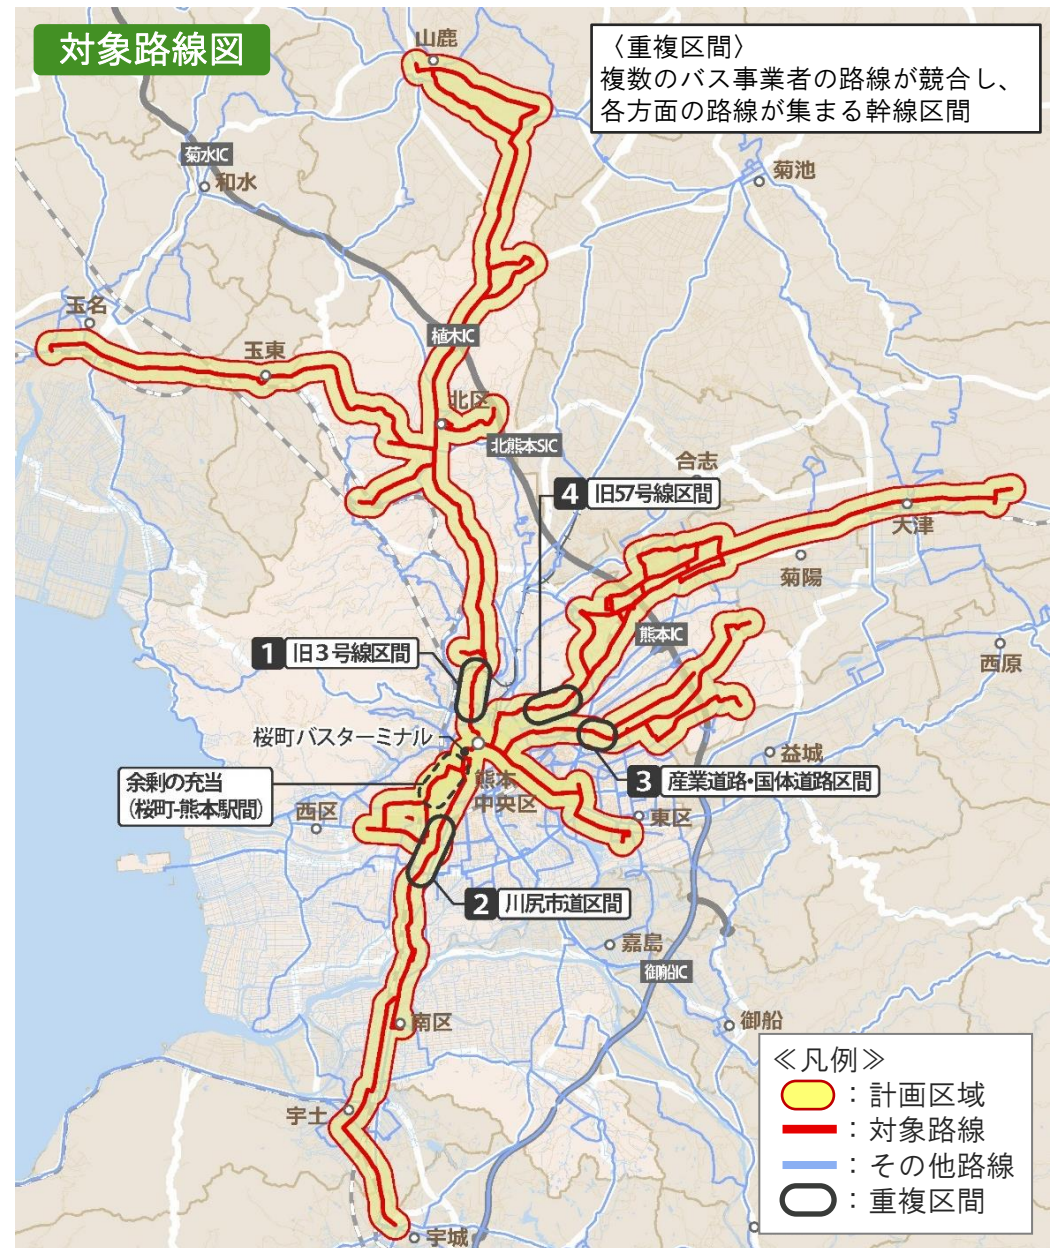 対象路線図
〈重複区間〉
複数のバス事業者の路線が競合し、
各方面の路線が集まる幹線区間
山鹿
菊水IC
和水
菊池
玉名
植木IC
玉東
北区
北熊本SIC
合志
4 旧57号線区間
大津
菊陽
熊本IC
1 旧3号線区間
西原
桜町バスターミナル
益城
余剰の充当
(桜町-熊本駅間)
熊本
中央区
3 産業道路・国体道路区間
西区
東区
2 川尻市道区間
嘉島
御船IC
南区
御船
宇土
宇城
≪凡例≫
：計画区域
：対象路線
：その他路線
：重複区間